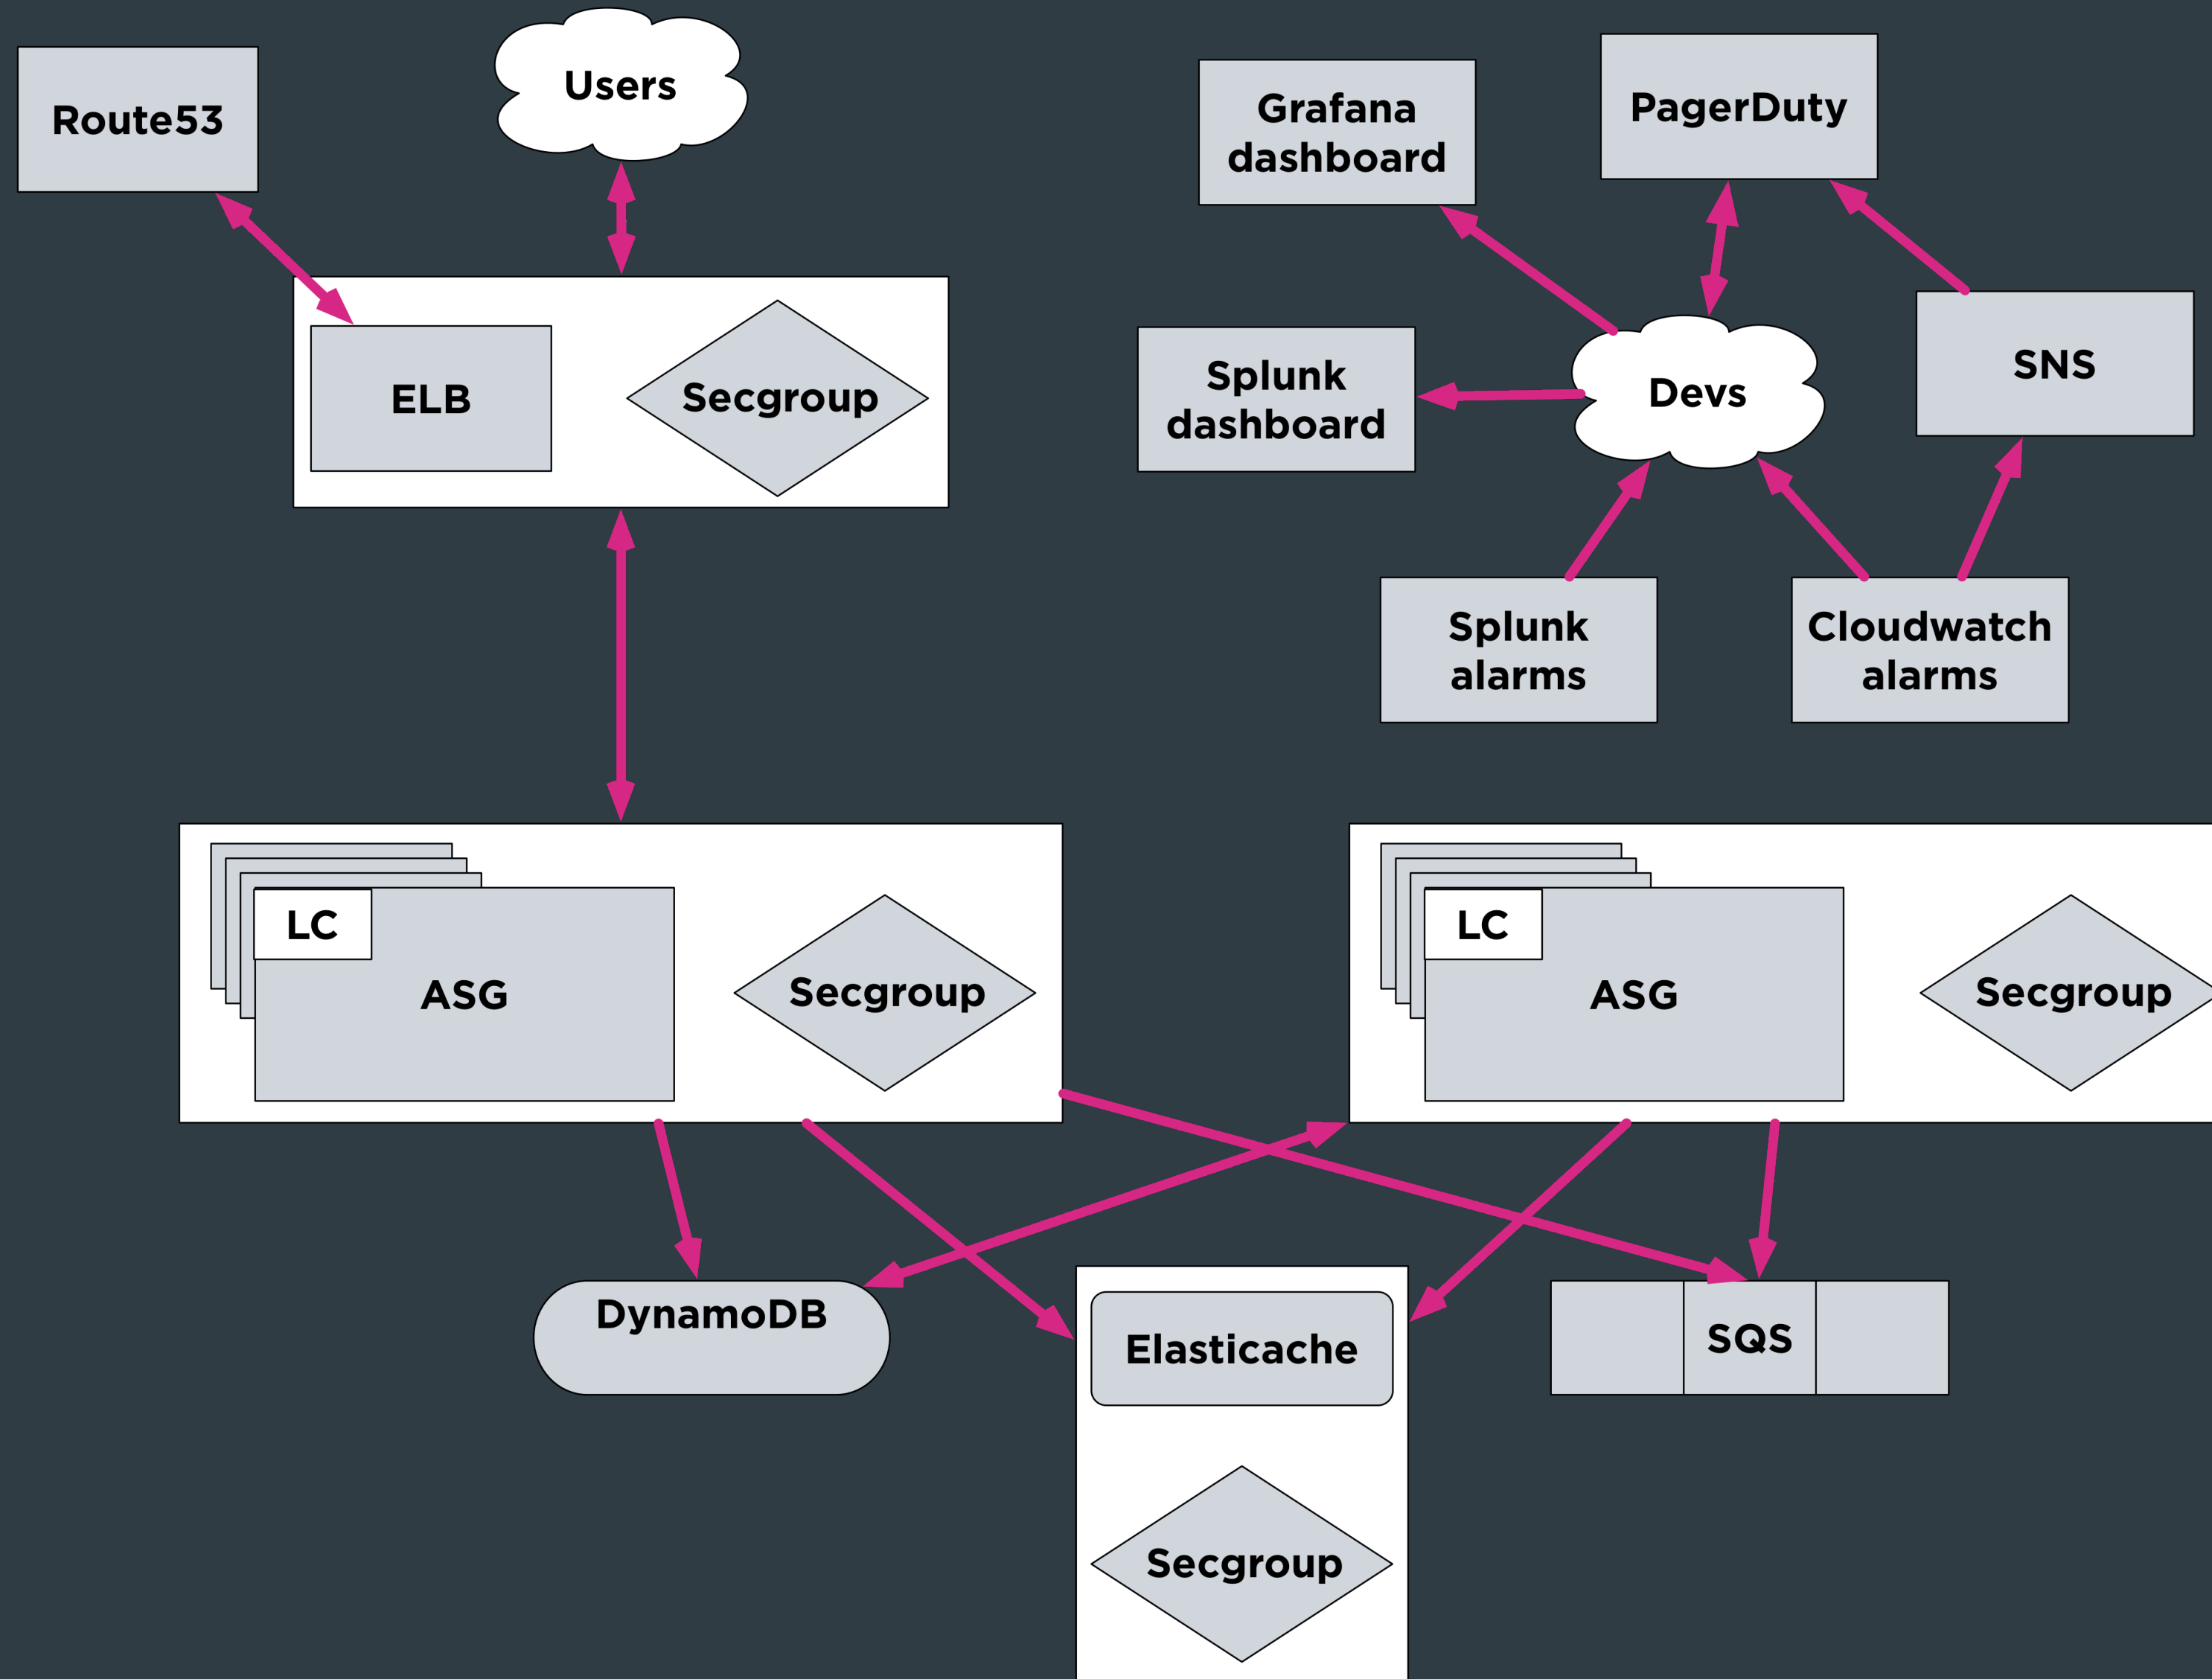 Route53
Users
Grafana
dashboard
PagerDuty
ELB
Secgroup
Splunk
dashboard
Devs
SNS
Splunk
alarms
Cloudwatch
alarms
LC
ASG
Secgroup
LC
ASG
Secgroup
DynamoDB
Elasticache
SQS
Secgroup